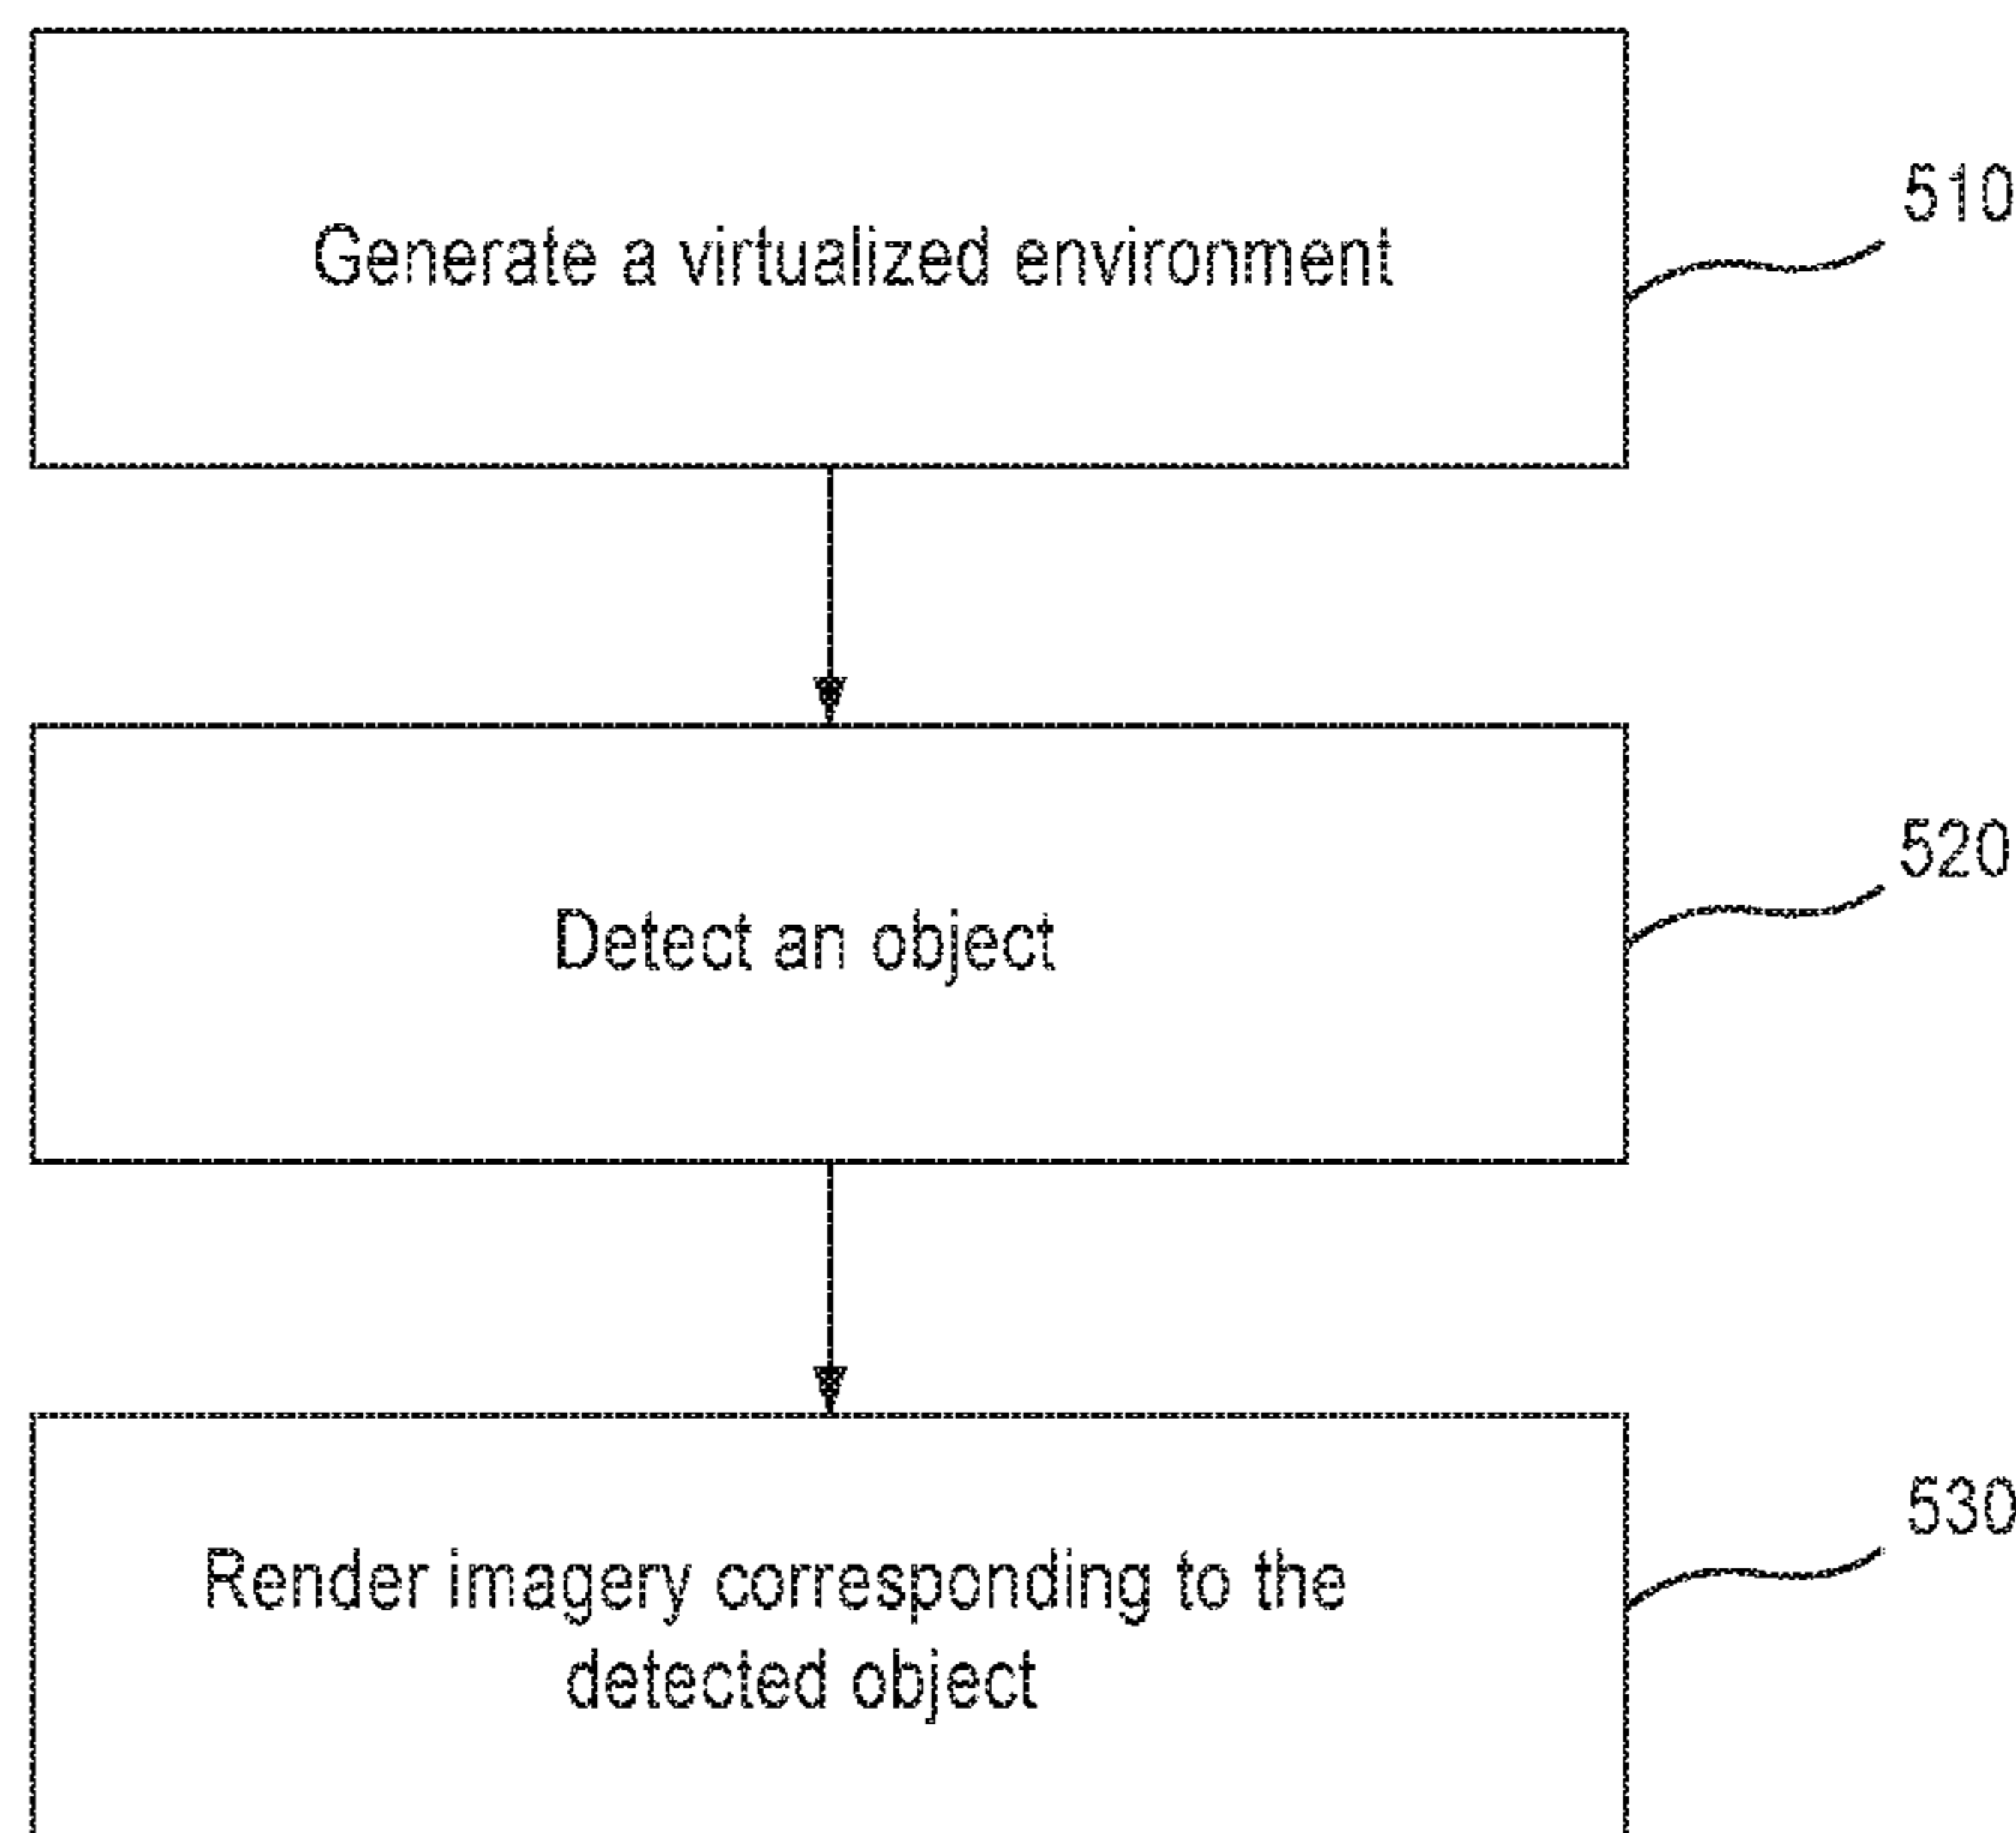 510
Generate a virtualized environment
520
Detect an object
530
Render imagery corresponding to the
detected object